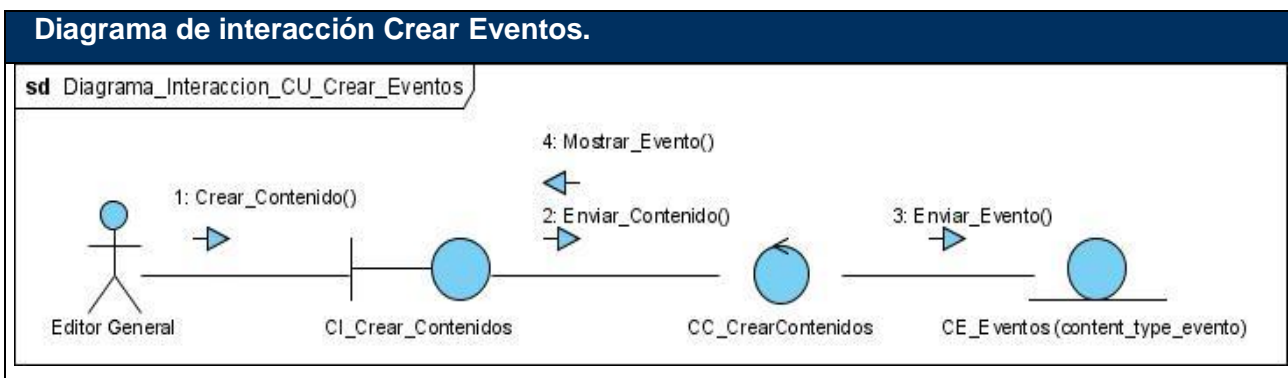 Diagrama de interacción Crear Eventos.
sd Diagrama_Interaccion_CU_Crear_Eventos
4: Mostrar_Evento()
1: Crear_Contenido()
2: Enviar_Contenido()
3: Enviar_Evento()
Editor General
CI_Crear_Contenidos
CC_CrearContenidos
CE_Eventos (content_type_evento)